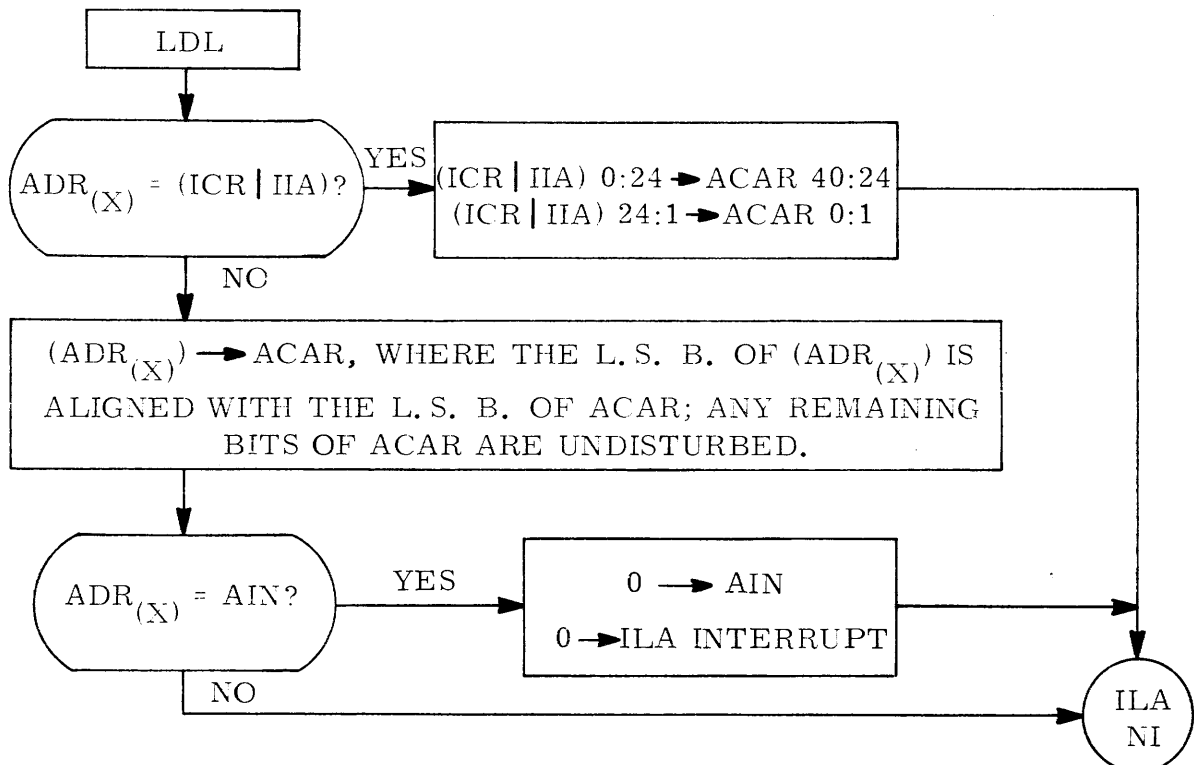 LDL
ADR(X) = (ICR | IIA)?
YES
(ICR | IIA) 0:24 → ACAR 40:24
(ICR | IIA) 24:1 → ACAR 0:1
NO
(ADR(X)) → ACAR, WHERE THE L. S. B. OF (ADR(X)) IS
ALIGNED WITH THE L. S. B. OF ACAR; ANY REMAINING
BITS OF ACAR ARE UNDISTURBED.
ADR(X) = AIN?
YES
0 → AIN
0 → ILA INTERRUPT
NO
ILA
NI